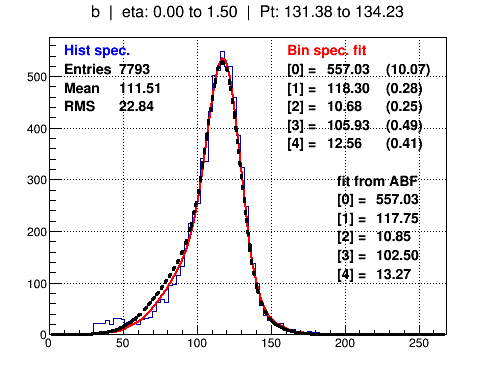 b | eta: 0.00 to 1.50 | Pt: 131.38 to 134.23
Hist spec.
Entries 7793
Mean 111.51
RMS 22.84
Bin spec. fit
[0] = 557.03 (10.07)
[1] = 118.30 (0.28)
[2] = 10.68 (0.25)
[3] = 105.93 (0.49)
[4] = 12.56 (0.41)
fit from ABF
[0] = 557.03
[1] = 117.75
[2] = 10.85
[3] = 102.50
[4] = 13.27
500
400
300
200
100
0
0 50 100 150 200 250